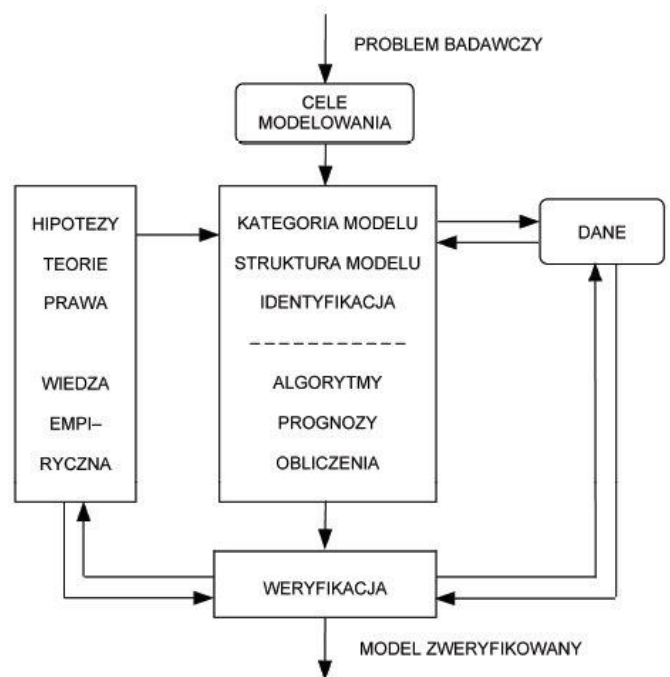 PROBLEM BADAWCZY
CELE
MODELOWANIA
HIPOTEZY
TEORIE
PRAWA
WIEDZA
EMPI–
RYCZNA
KATEGORIA MODELU
STRUKTURA MODELU
IDENTYFIKACJA
ALGORYTMY
PROGNOZY
OBLICZENIA
DANE
WERYFIKACJA
MODEL ZWERYFIKOWANY